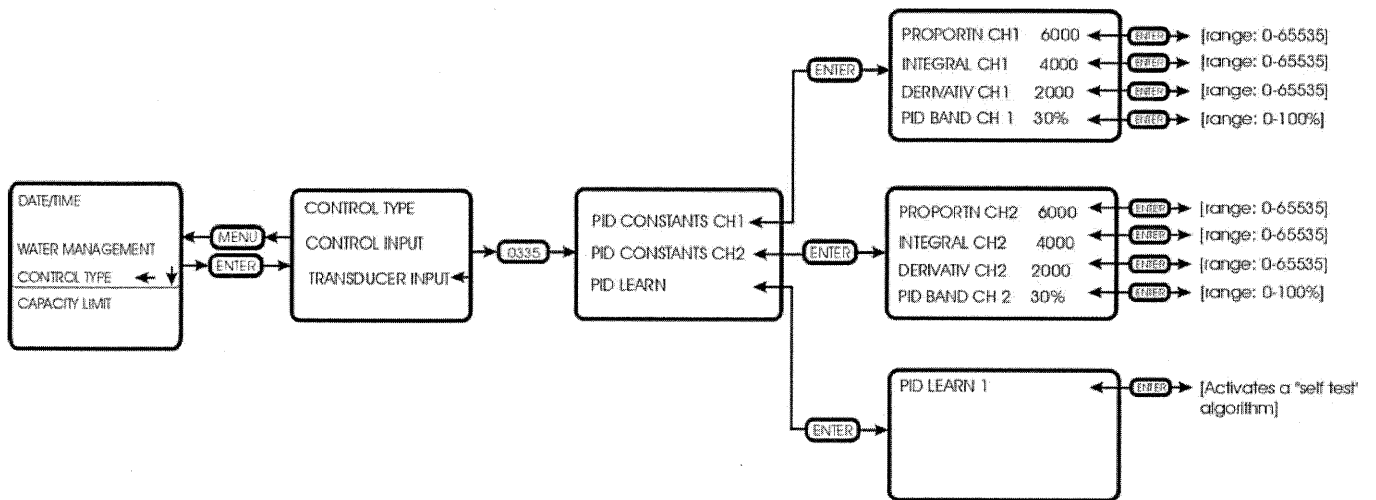 DATE/TIME
WATER MANAGEMENT
CONTROL TYPE
CAPACITY LIMIT
MENU
ENTER
CONTROL TYPE
CONTROL INPUT
TRANSDUCER INPUT
0335
PID CONSTANTS CH1
PID CONSTANTS CH2
PID LEARN
ENTER
PROPORTN CH1 6000 ENTER [range: 0-65535]
INTEGRAL CH1 4000 ENTER [range: 0-65535]
DERIVATIV CH1 2000 ENTER [range: 0-65535]
PID BAND CH 1 30% ENTER [range: 0-100%]
ENTER
PROPORTN CH2 6000 ENTER [range: 0-65535]
INTEGRAL CH2 4000 ENTER [range: 0-65535]
DERIVATIV CH2 2000 ENTER [range: 0-65535]
PID BAND CH 2 30% ENTER [range: 0-100%]
ENTER
PID LEARN 1 ENTER [Activates a "self test"
algorithm]